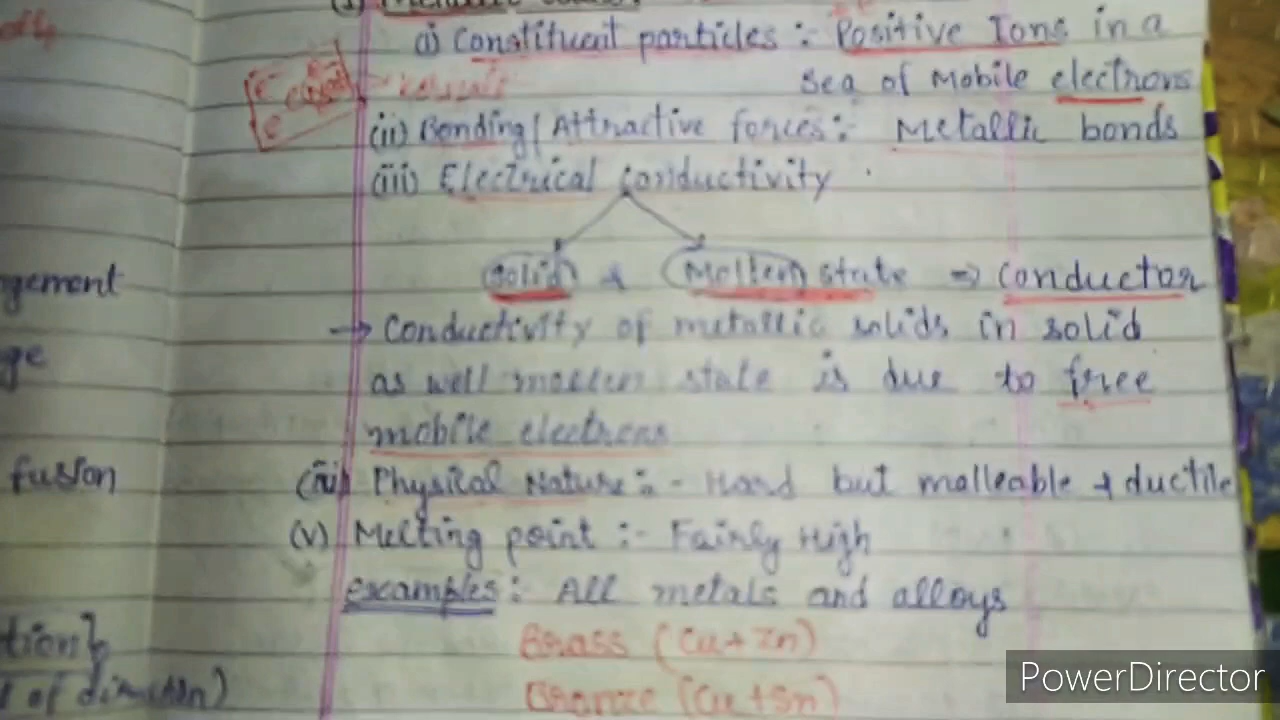 (i) Constituent particles :- Positive Ions in a
Sea of Mobile electrons
(ii) Bonding/ Attractive forces :- Metallic bonds
(iii) Electrical conductivity
Solid & Molten state ⇒ Conductor
→ Conductivity of metallic solids in solid
as well molten state is due to free
mobile electrons
(iv) Physical Nature :- Hard but malleable & ductile
(v) Melting point :- Fairly High
examples : All metals and alloys
Brass (Cu + Zn)
Bronze (Cu + Sn)
gement
ge
fusion
tion}
of dimension)
PowerDirector